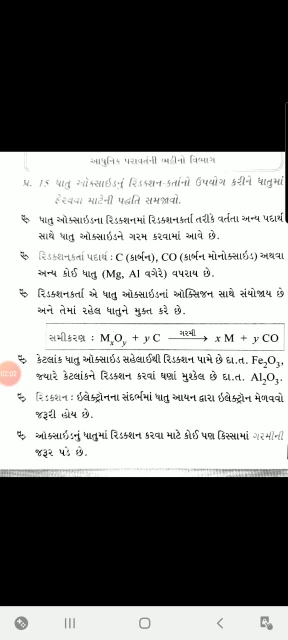 આધુનિક પરાવર્તની ભઠ્ઠીનો વિભાગ
પ્ર. 15 ધાતુ ઓક્સાઇડનું રિડક્શન-કર્તાનો ઉપયોગ કરીને ધાતુમાં
ફેરવવા માટેની પદ્ધતિ સમજાવો.
ધાતુ ઓક્સાઇડના રિડક્શનમાં રિડક્શનકર્તા તરીકે વર્તતા અન્ય પદાર્થ
સાથે ધાતુ ઓક્સાઇડને ગરમ કરવામાં આવે છે.
રિડક્શનકર્તા પદાર્થ : C (કાર્બન), CO (કાર્બન મોનોક્સાઇડ) અથવા
અન્ય કોઈ ધાતુ (Mg, Al વગેરે) વપરાય છે.
રિડક્શનકર્તા એ ધાતુ ઓક્સાઇડનાં ઓક્સિજન સાથે સંયોજાય છે
અને તેમાં રહેલ ધાતુને મુક્ત કરે છે.
સમીકરણ : MxOy + y C ગરમી → x M + y CO
કેટલાંક ધાતુ ઓક્સાઇડ સહેલાઈથી રિડક્શન પામે છે દા.ત. Fe2O3,
જ્યારે કેટલાંકને રિડક્શન કરવાં ઘણાં મુશ્કેલ છે દા.ત. Al2O3.
02:02
રિડક્શન : ઇલેક્ટ્રોનના સંદર્ભમાં ધાતુ આયન દ્વારા ઇલેક્ટ્રોન મેળવવો
જરૂરી હોય છે.
ઓક્સાઇડનું ધાતુમાં રિડક્શન કરવા માટે કોઈ પણ કિસ્સામાં ગરમીની
જરૂર પડે છે.